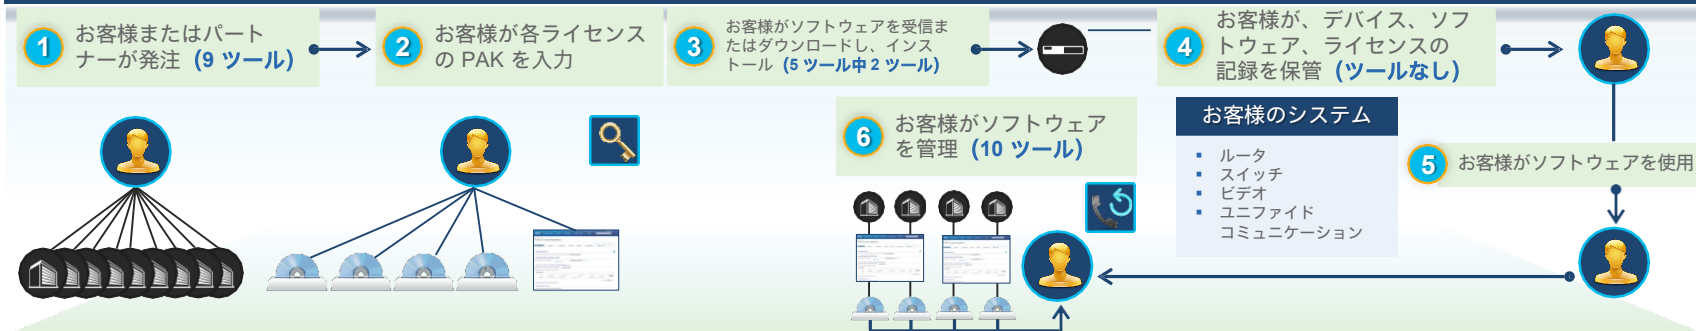 1
お客様またはパート
ナーが発注 (9 ツール)
2
お客様が各ライセンス
の PAK を入力
3
お客様がソフトウェアを受信ま
たはダウンロードし、インス
トール (5 ツール中 2 ツール)
4
お客様が、デバイス、ソフ
トウェア、ライセンスの
記録を保管 (ツールなし)
6
お客様がソフトウェア
を管理 (10 ツール)
お客様のシステム
▪ ルータ
▪ スイッチ
▪ ビデオ
▪ ユニファイド
コミュニケーション
5
お客様がソフトウェアを使用